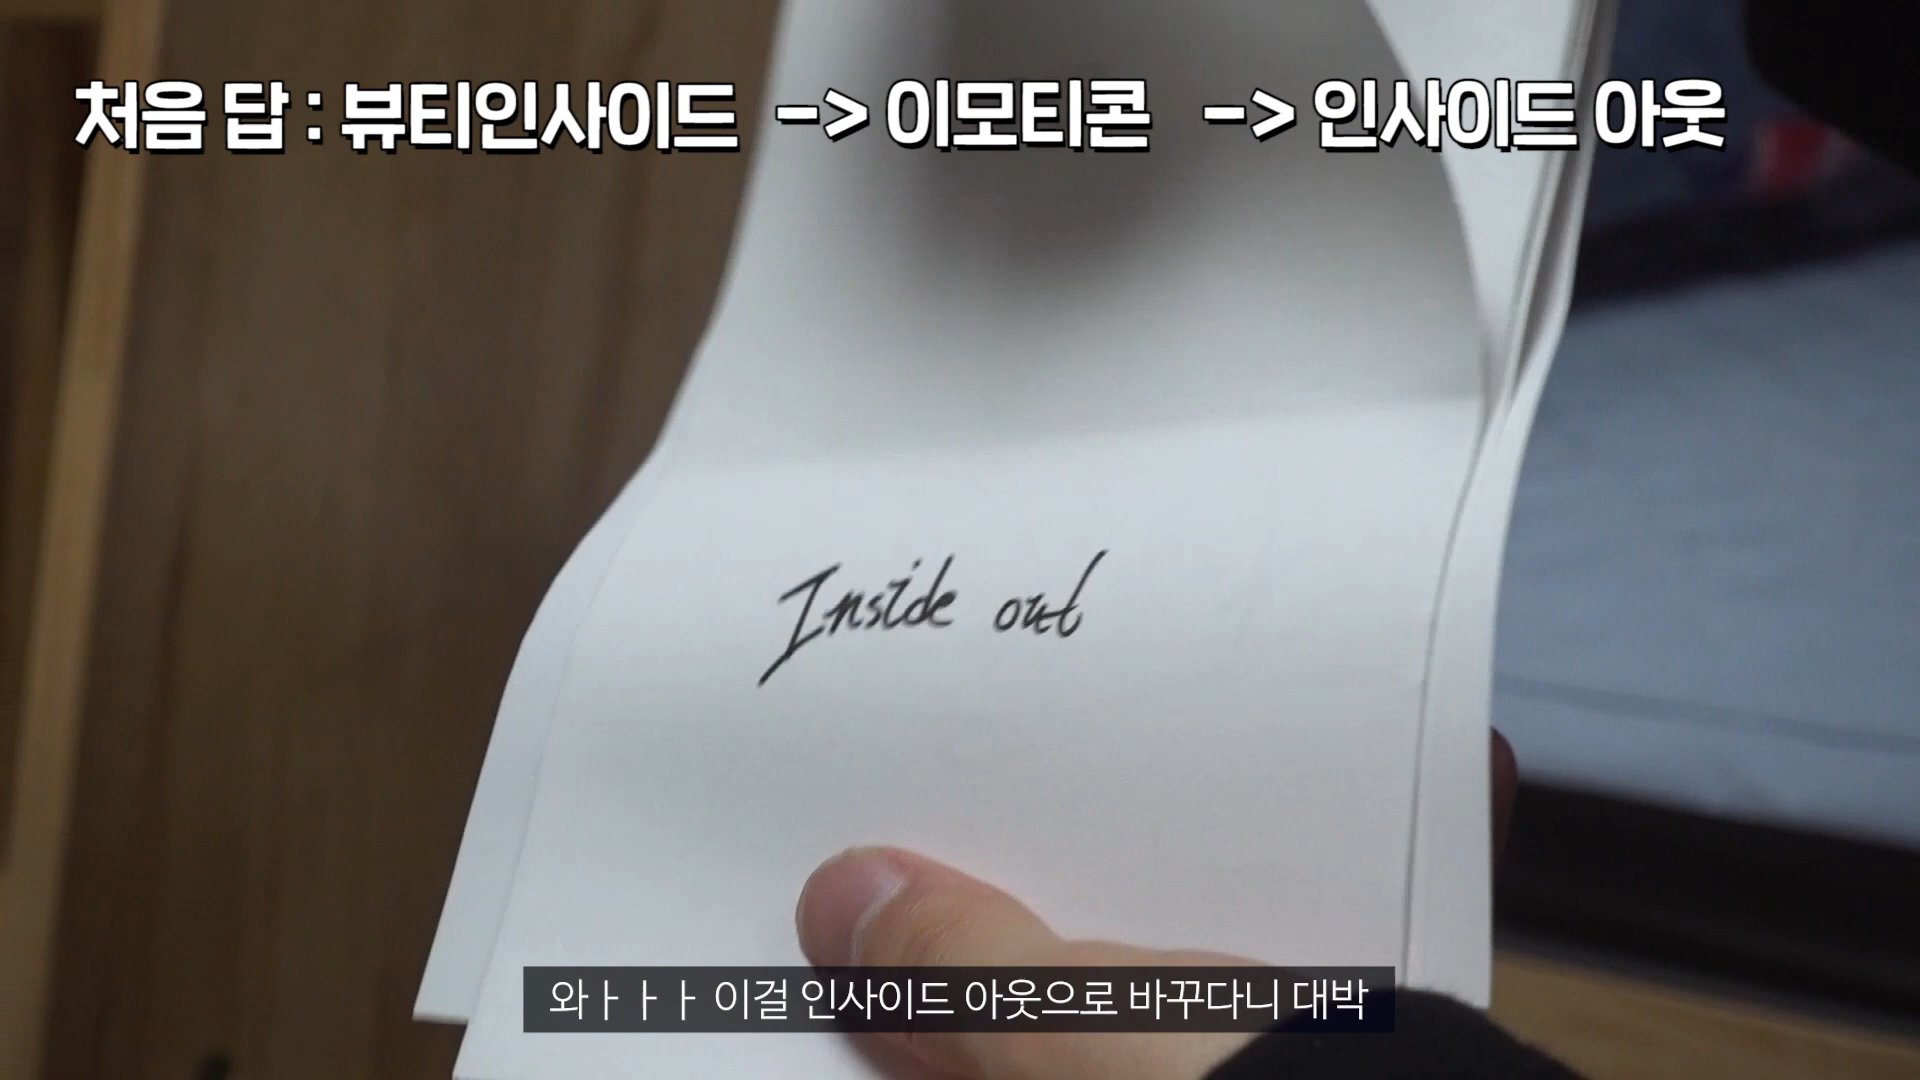 처음 답 : 뷰티인사이드 -> 이모티콘 -> 인사이드 아웃
Inside out
와ㅏㅏㅏ 이걸 인사이드 아웃으로 바꾸다니 대박